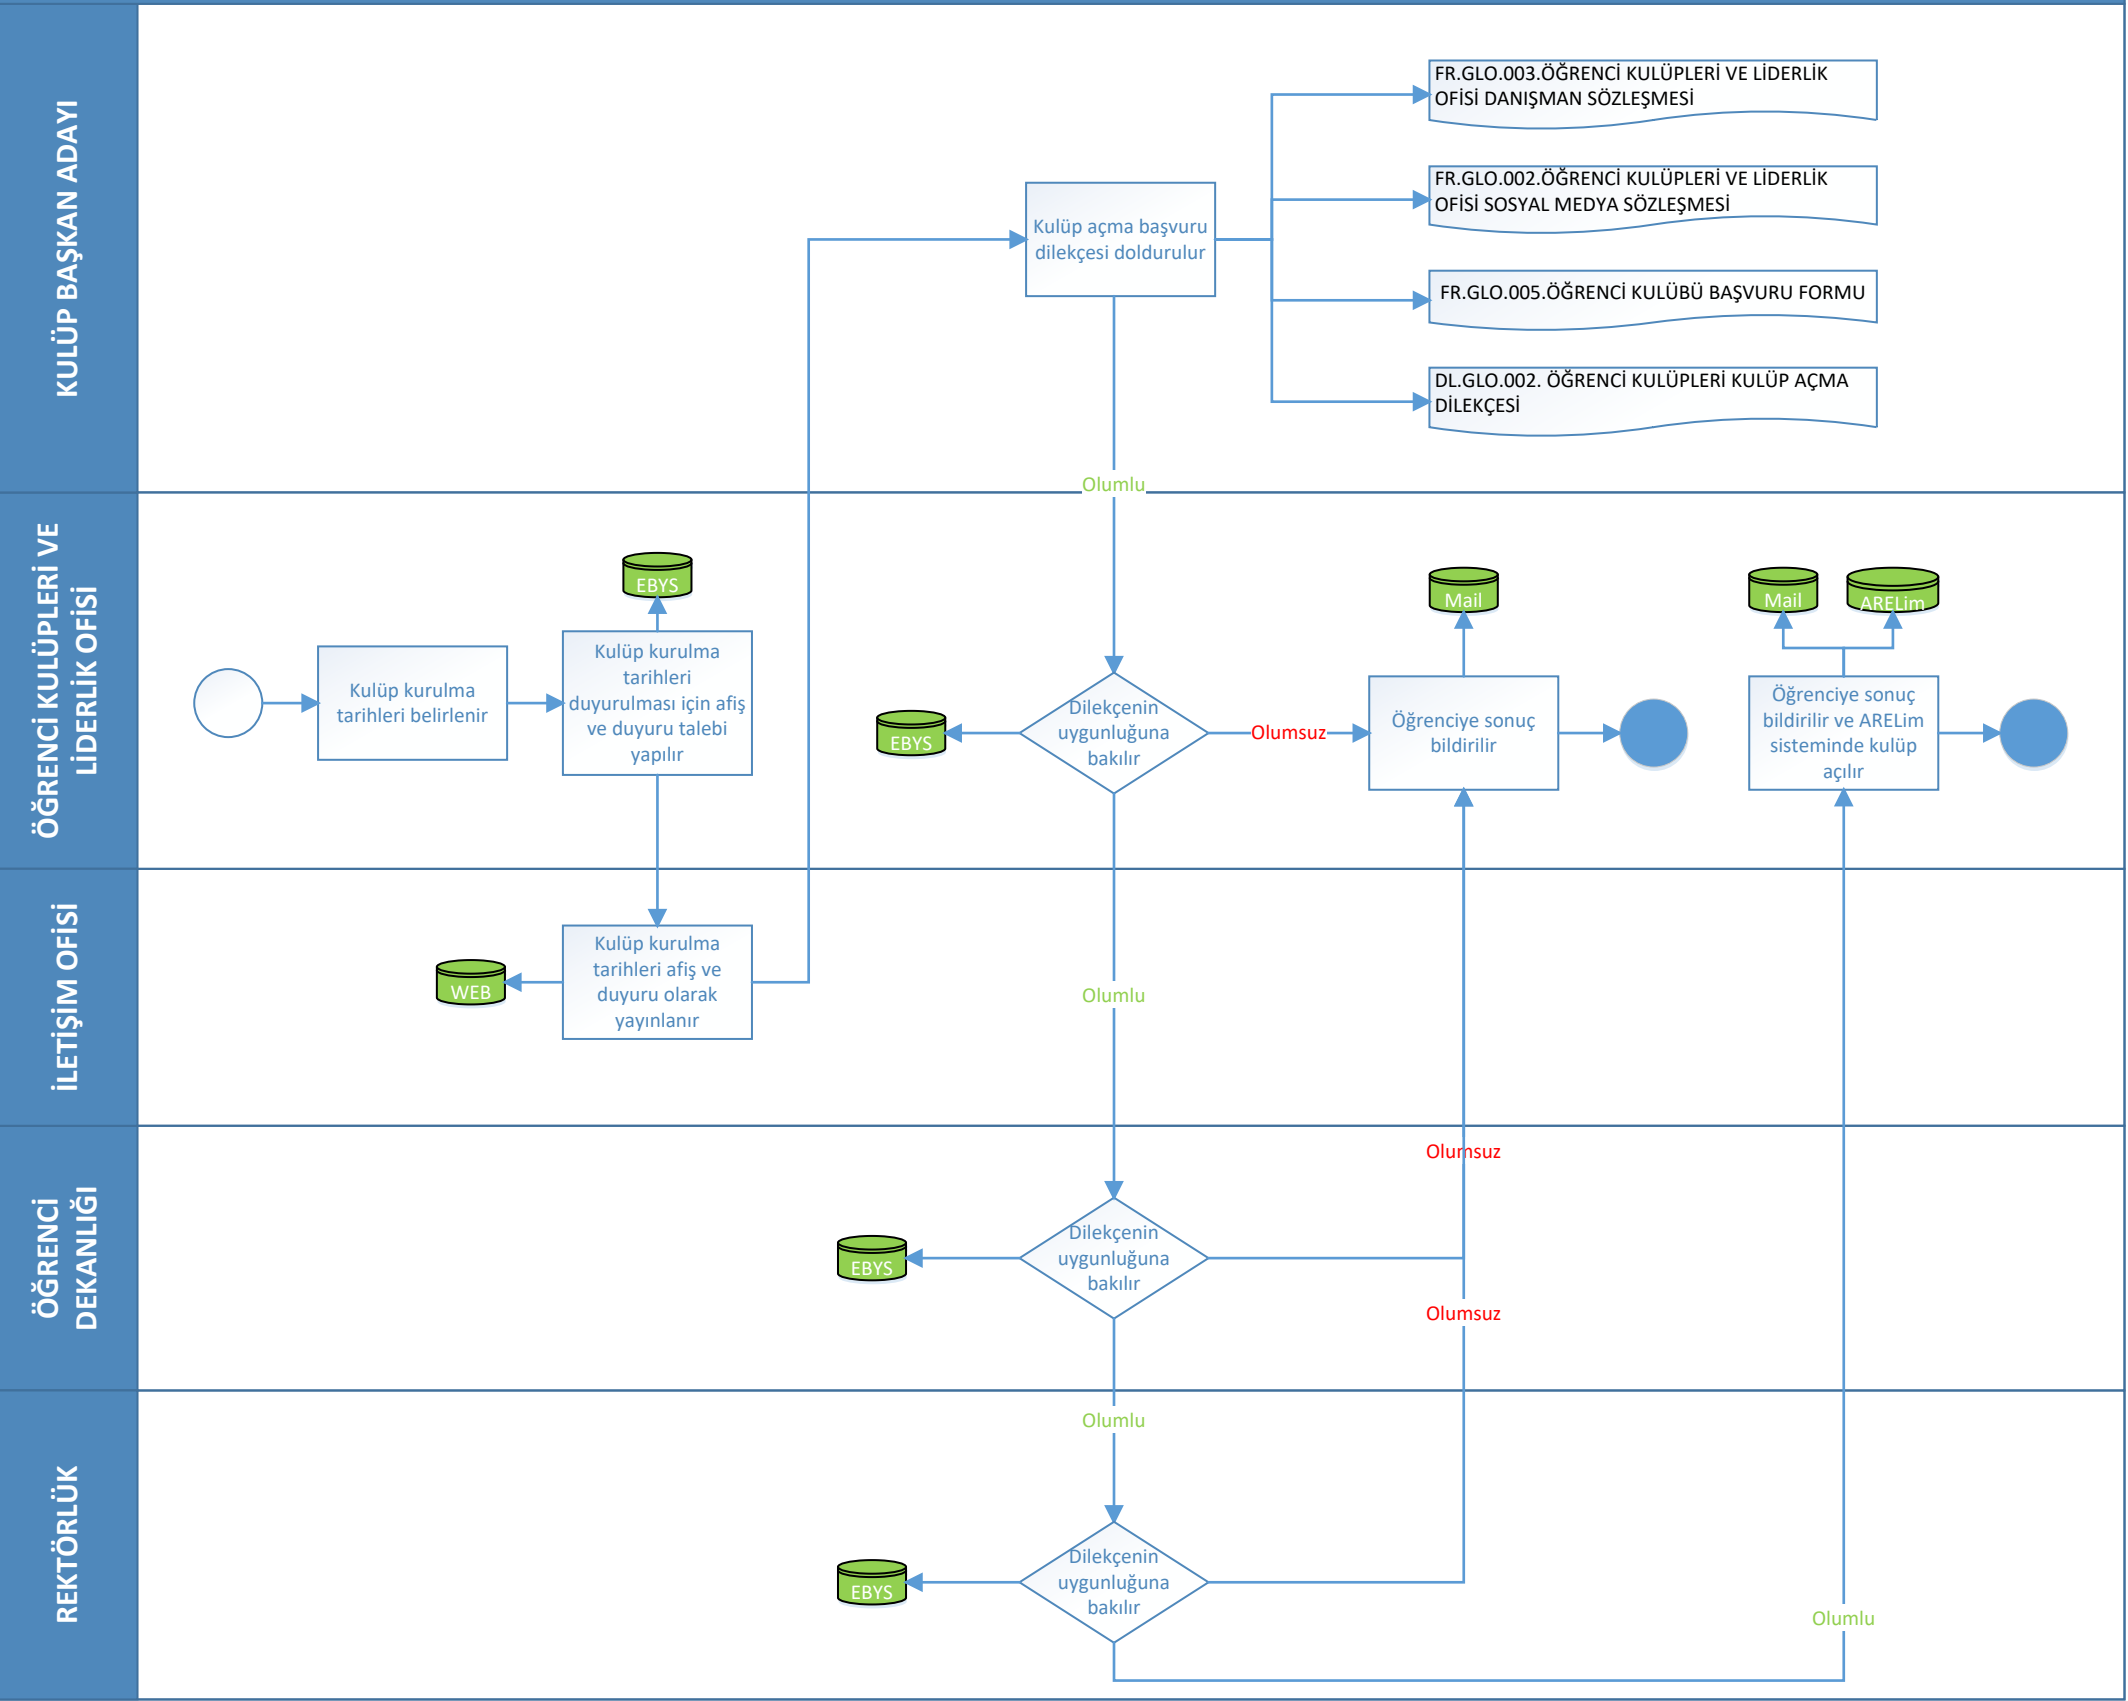 KULÜP BAŞKAN ADAYI
FR.GLO.003.ÖĞRENCİ KULÜPLERİ VE LİDERLİK
OFİSİ DANIŞMAN SÖZLEŞMESİ
FR.GLO.002.ÖĞRENCİ KULÜPLERİ VE LİDERLİK
OFİSİ SOSYAL MEDYA SÖZLEŞMESİ
Kulüp açma başvuru
dilekçesi doldurulur
FR.GLO.005.ÖĞRENCİ KULÜBÜ BAŞVURU FORMU
DL.GLO.002. ÖĞRENCİ KULÜPLERİ KULÜP AÇMA
DİLEKÇESİ
Olumlu
ÖĞRENCİ KULÜPLERİ VE
LİDERLİK OFİSİ
EBYS
Mail
Mail
ARELim
Kulüp kurulma
tarihleri belirlenir
Kulüp kurulma
tarihleri
duyurulması için afiş
ve duyuru talebi
yapılır
EBYS
Dilekçenin
uygunluğuna
bakılır
Olumsuz
Öğrenciye sonuç
bildirilir
Öğrenciye sonuç
bildirilir ve ARELim
sisteminde kulüp
açılır
İLETİŞİM OFİSİ
WEB
Kulüp kurulma
tarihleri afiş ve
duyuru olarak
yayınlanır
Olumlu
ÖĞRENCİ
DEKANLIĞI
Olumsuz
EBYS
Dilekçenin
uygunluğuna
bakılır
Olumsuz
REKTÖRLÜK
Olumlu
EBYS
Dilekçenin
uygunluğuna
bakılır
Olumlu